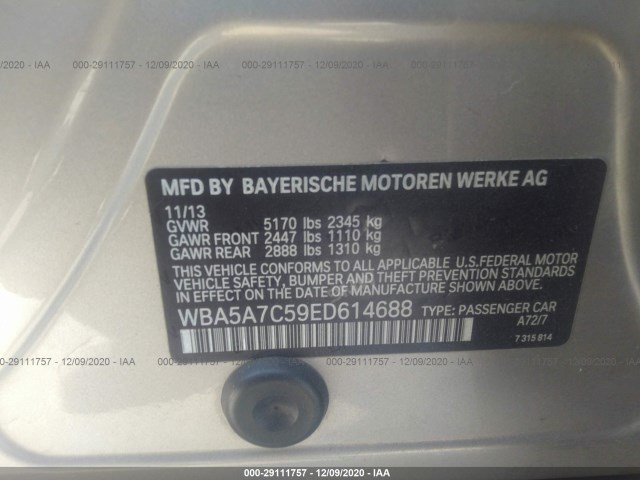 000-29111757 - 12/09/2020 - IAA
MFD BY BAYERISCHE MOTOREN WERKE AG
11/13
GVWR 5170 lbs 2345 kg
GAWR FRONT 2447 lbs 1110 kg
GAWR REAR 2888 lbs 1310 kg
THIS VEHICLE CONFORMS TO ALL APPLICABLE U.S.FEDERAL MOTOR
VEHICLE SAFETY, BUMPER AND THEFT PREVENTION STANDARDS
IN EFFECT ON THE DATE OF MANUFACTURE SHOWN ABOVE.
WBA5A7C59ED614688 TYPE: PASSENGER CAR
A72/7
7 315 814
000-29111757 - 12/09/2020 - IAA